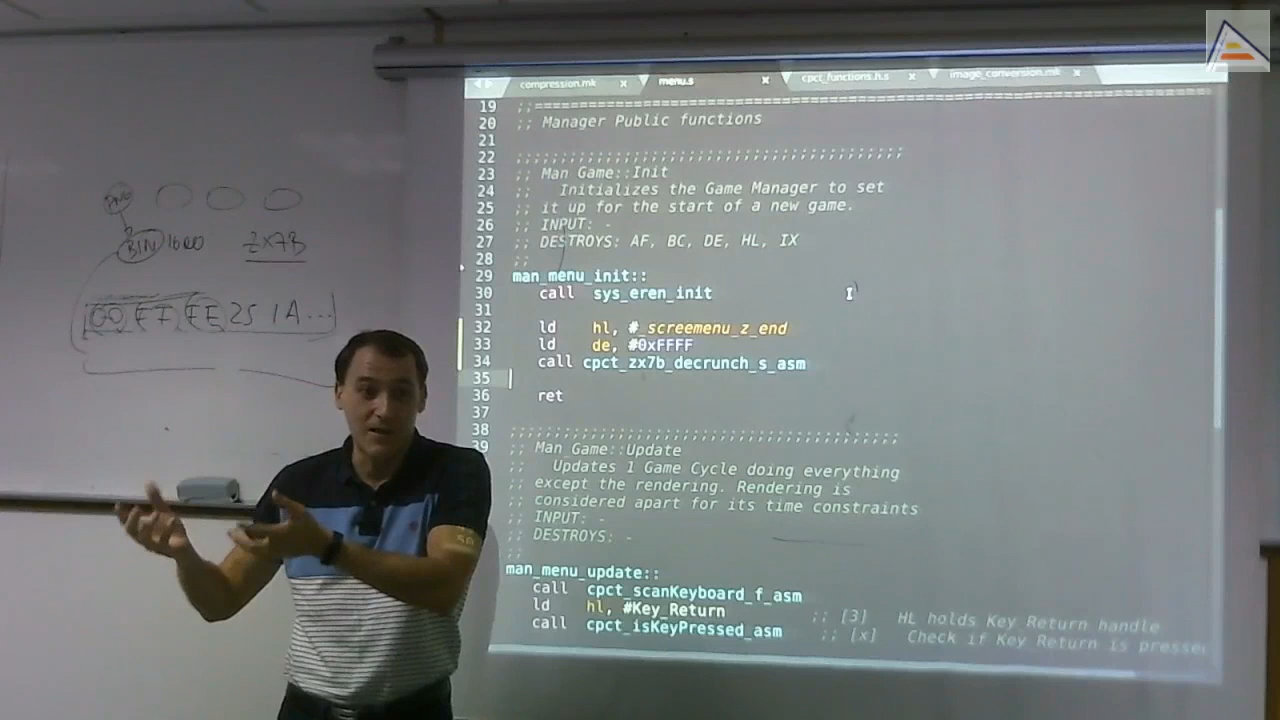 compression.mk x menu.s x cpct_functions.h.s x image_conversion.mk x
19 ;;====================================================================
20 ;; Manager Public functions
21
22 ;;;;;;;;;;;;;;;;;;;;;;;;;;;;;;;;;;;;;;;;;
23 ;; Man Game::Init
24 ;; Initializes the Game Manager to set
25 ;; it up for the start of a new game.
26 ;; INPUT: -
27 ;; DESTROYS: AF, BC, DE, HL, IX
28 ;;
29 man_menu_init::
30 call sys_eren_init
31
32 ld hl, #_screemenu_z_end
33 ld de, #0xFFFF
34 call cpct_zx7b_decrunch_s_asm
35
36 ret
37
38 ;;;;;;;;;;;;;;;;;;;;;;;;;;;;;;;;;;;;;;;;;
39 ;; Man Game::Update
;; Updates 1 Game Cycle doing everything
;; except the rendering. Rendering is
;; considered apart for its time constraints
;; INPUT: -
;; DESTROYS: -
;;
man_menu_update::
call cpct_scanKeyboard_f_asm
ld hl, #Key_Return ;; [3] HL holds Key Return handle
call cpct_isKeyPressed_asm ;; [x] Check if Key Return is presse
PNG
BIN 1600 ZX7B
00 FF FE 25 1A...